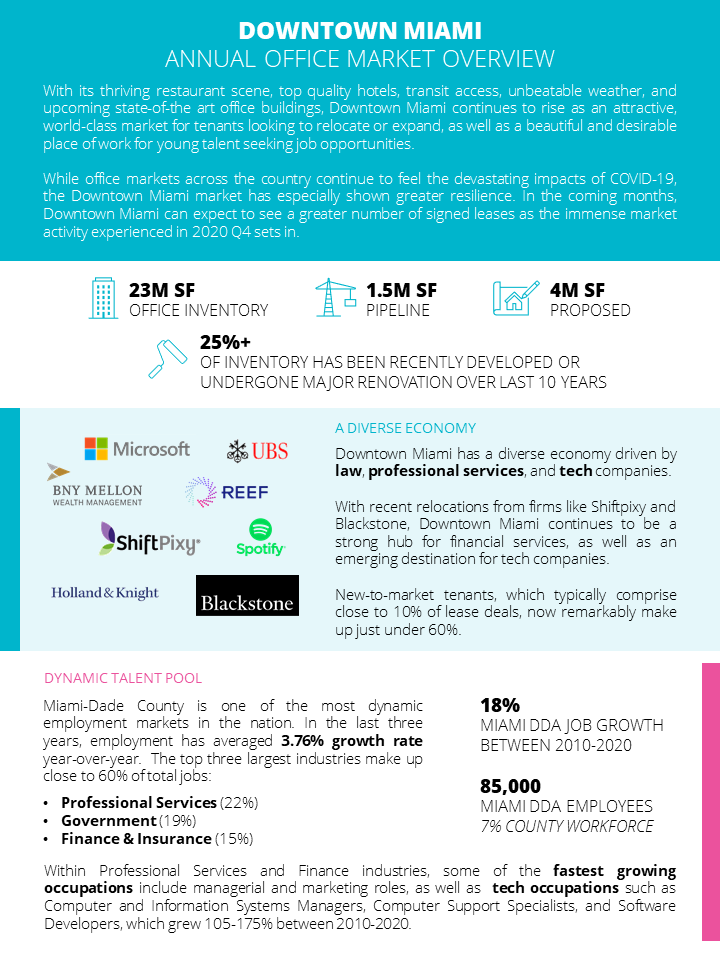 DOWNTOWN MIAMI
ANNUAL OFFICE MARKET OVERVIEW
With its thriving restaurant scene, top quality hotels, transit access, unbeatable weather, and
upcoming state-of-the art office buildings, Downtown Miami continues to rise as an attractive,
world-class market for tenants looking to relocate or expand, as well as a beautiful and desirable
place of work for young talent seeking job opportunities.
While office markets across the country continue to feel the devastating impacts of COVID-19,
the Downtown Miami market has especially shown greater resilience. In the coming months,
Downtown Miami can expect to see a greater number of signed leases as the immense market
activity experienced in 2020 Q4 sets in.
23M SF
OFFICE INVENTORY
1.5M SF
PIPELINE
4M SF
PROPOSED
25%+
OF INVENTORY HAS BEEN RECENTLY DEVELOPED OR
UNDERGONE MAJOR RENOVATION OVER LAST 10 YEARS
Microsoft
UBS
BNY MELLON
WEALTH MANAGEMENT
REEF
ShiftPixy
Spotify
Holland & Knight
Blackstone
A DIVERSE ECONOMY
Downtown Miami has a diverse economy driven by
law, professional services, and tech companies.
With recent relocations from firms like Shiftpixy and
Blackstone, Downtown Miami continues to be a
strong hub for financial services, as well as an
emerging destination for tech companies.
New-to-market tenants, which typically comprise
close to 10% of lease deals, now remarkably make
up just under 60%.
DYNAMIC TALENT POOL
Miami-Dade County is one of the most dynamic
employment markets in the nation. In the last three
years, employment has averaged 3.76% growth rate
year-over-year. The top three largest industries make up
close to 60% of total jobs:
• Professional Services (22%)
• Government (19%)
• Finance & Insurance (15%)
18%
MIAMI DDA JOB GROWTH
BETWEEN 2010-2020
85,000
MIAMI DDA EMPLOYEES
7% COUNTY WORKFORCE
Within Professional Services and Finance industries, some of the fastest growing
occupations include managerial and marketing roles, as well as tech occupations such as
Computer and Information Systems Managers, Computer Support Specialists, and Software
Developers, which grew 105-175% between 2010-2020.